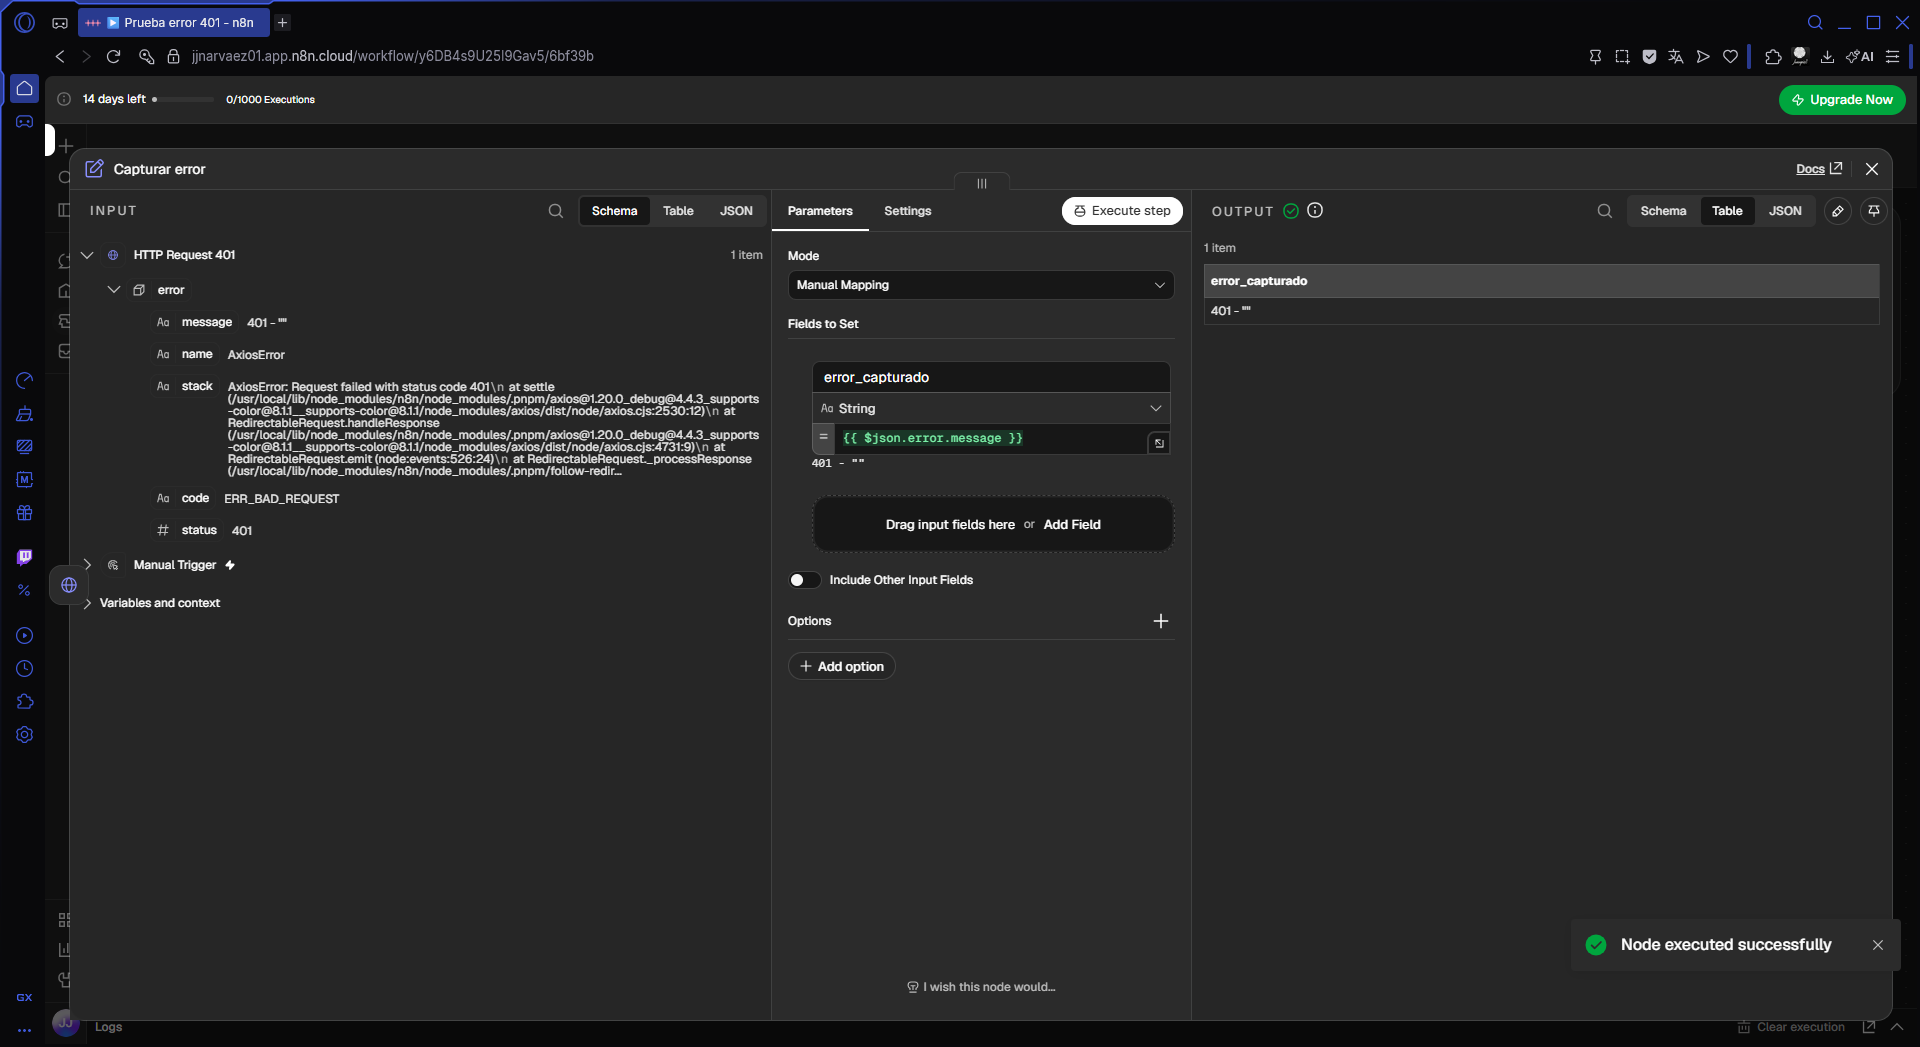 Prueba error 401 - n8n
jjnarvaez01.app.n8n.cloud/workflow/y6DB4s9U25I9Gav5/6bf39b
AI
14 days left
0/1000 Executions
Upgrade Now
Capturar error
Docs
INPUT
Schema
Table
JSON
Parameters
Settings
Execute step
OUTPUT
Schema
Table
JSON
HTTP Request 401
1 item
error
Aa message 401 - ""
Aa name AxiosError
Aa stack AxiosError: Request failed with status code 401\n at settle
(/usr/local/lib/node_modules/n8n/node_modules/.pnpm/axios@1.20.0_debug@4.4.3_supports
-color@8.1.1__supports-color@8.1.1/node_modules/axios/dist/node/axios.cjs:2530:12)\n at
RedirectableRequest.handleResponse
(/usr/local/lib/node_modules/n8n/node_modules/.pnpm/axios@1.20.0_debug@4.4.3_supports
-color@8.1.1__supports-color@8.1.1/node_modules/axios/dist/node/axios.cjs:4731:9)\n at
RedirectableRequest.emit (node:events:526:24)\n at RedirectableRequest._processResponse
(/usr/local/lib/node_modules/n8n/node_modules/.pnpm/follow-redir...
Aa code ERR_BAD_REQUEST
# status 401
Manual Trigger
Variables and context
Mode
Manual Mapping
Fields to Set
error_capturado
Aa String
= {{ $json.error.message }}
401 - ""
Drag input fields here or Add Field
Include Other Input Fields
Options
Add option
I wish this node would...
1 item
error_capturado
401 - ""
Node executed successfully
GX
JJ
Logs
Clear execution